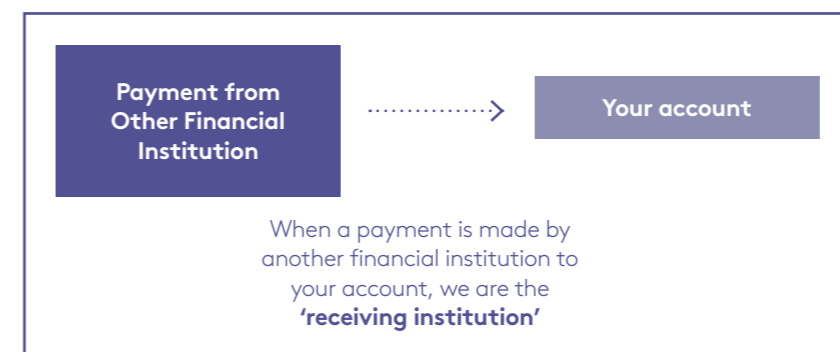 Payment from
Other Financial
Institution
Your account
When a payment is made by
another financial institution to
your account, we are the
‘receiving institution’